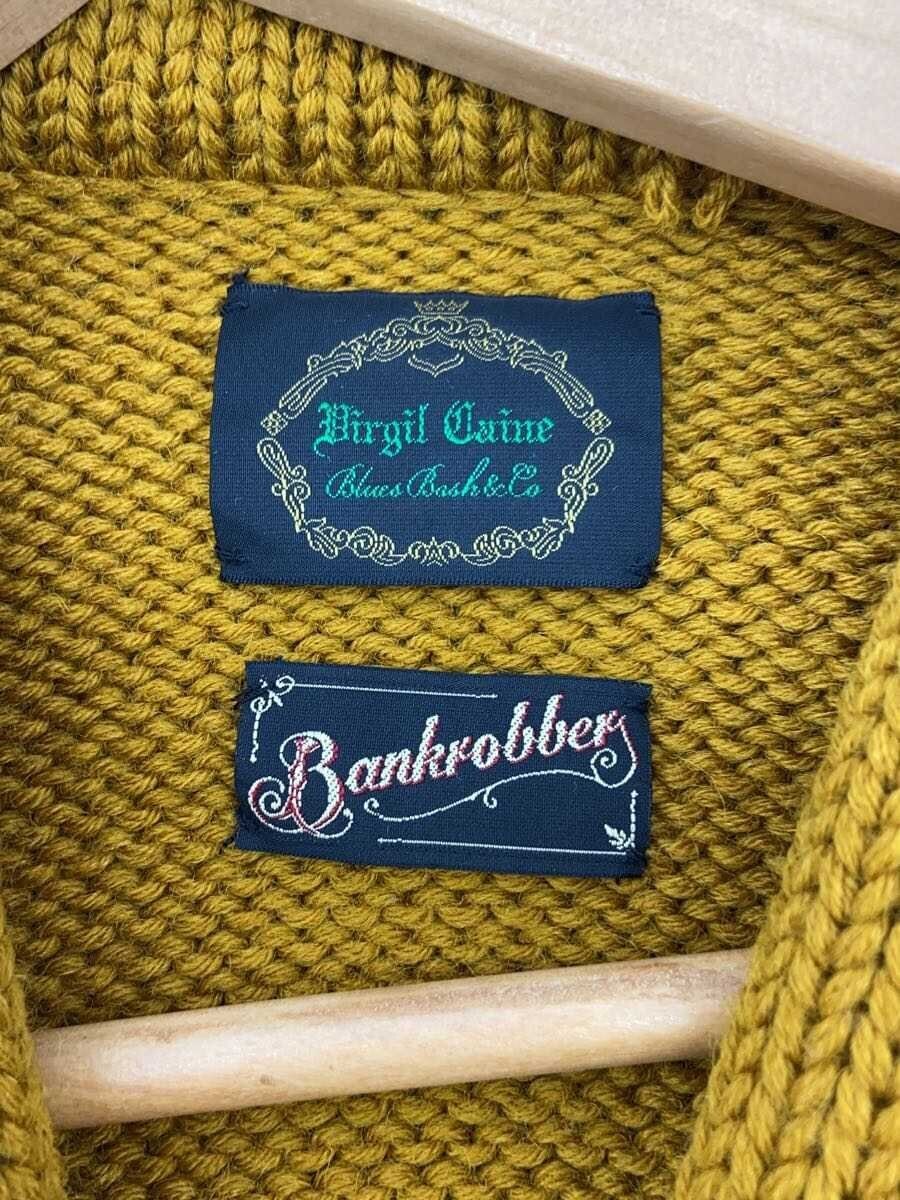 Virgil Caine
Blues Bash & Co
Bankrobber